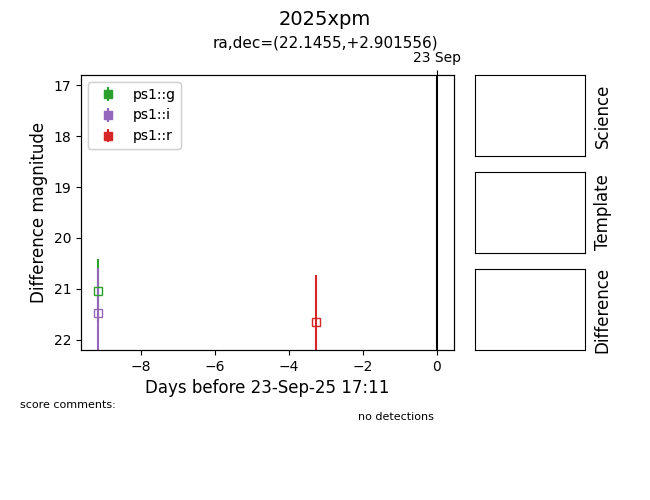 2025xpm
ra,dec=(22.1455,+2.901556)
23 Sep
ps1::g
ps1::i
ps1::r
17
18
19
20
21
22
Difference magnitude
−8
−6
−4
−2
0
Days before 23-Sep-25 17:11
Science
Template
Difference
score comments:
no detections